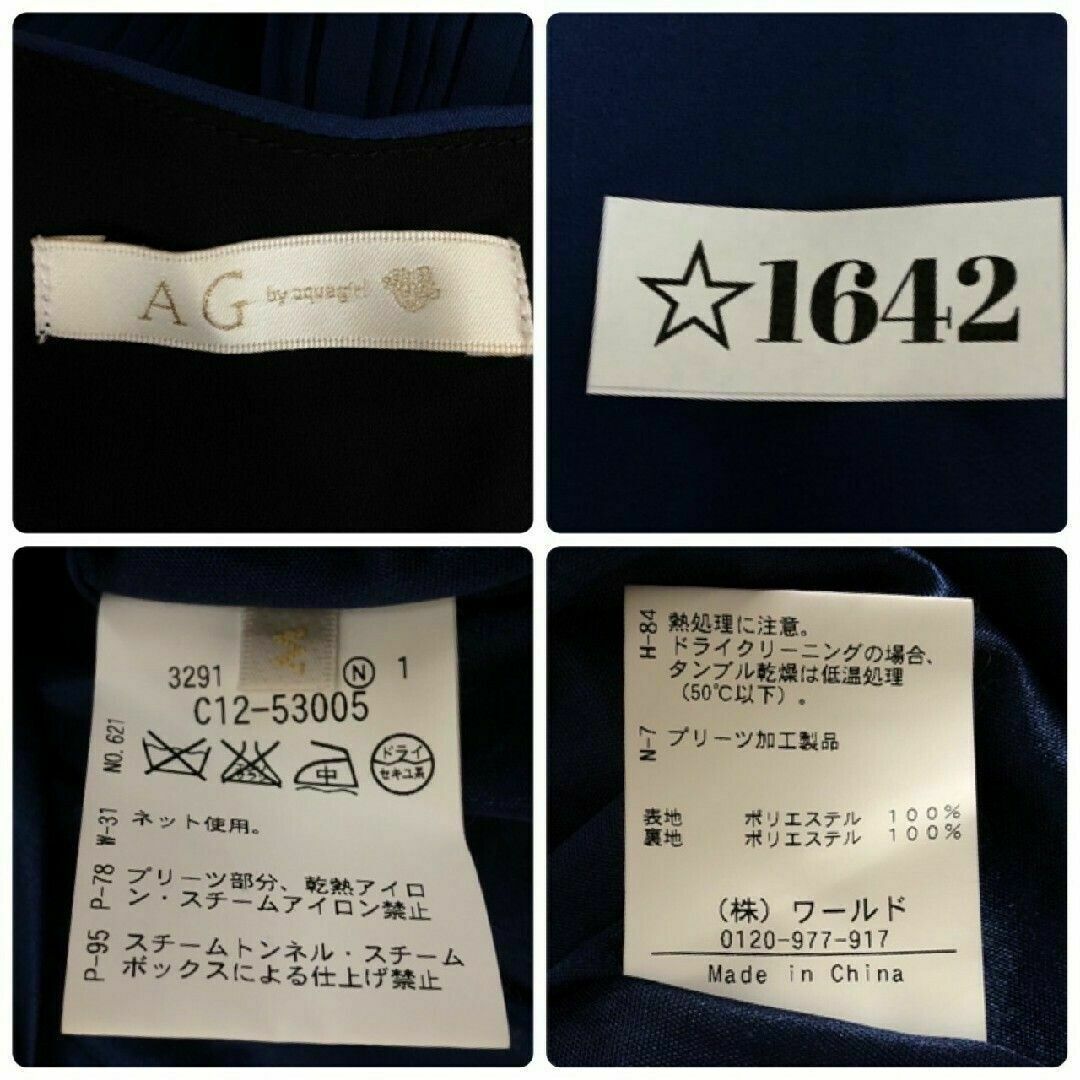 AG by aquagirl
☆1642
3291 Ⓝ 1
C12-53005
NO.621
エンソサラシ
中
ドライ
セキユ系
W-31 ネット使用。
P-78 プリーツ部分、乾熱アイロ
ン・スチームアイロン禁止
P-95 スチームトンネル・スチーム
ボックスによる仕上げ禁止
H-84 熱処理に注意。
ドライクリーニングの場合、
タンブル乾燥は低温処理
(50℃以下)。
N-7 プリーツ加工製品
表地 ポリエステル 100%
裏地 ポリエステル 100%
(株) ワールド
0120-977-917
Made in China